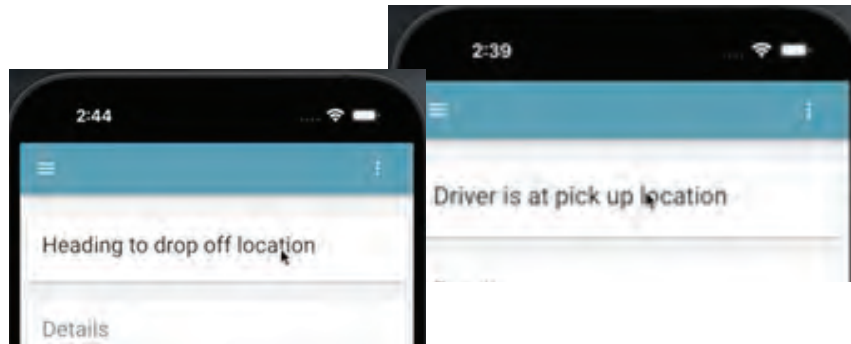 2:39
Driver is at pick up location
2:44
Heading to drop off location
Details